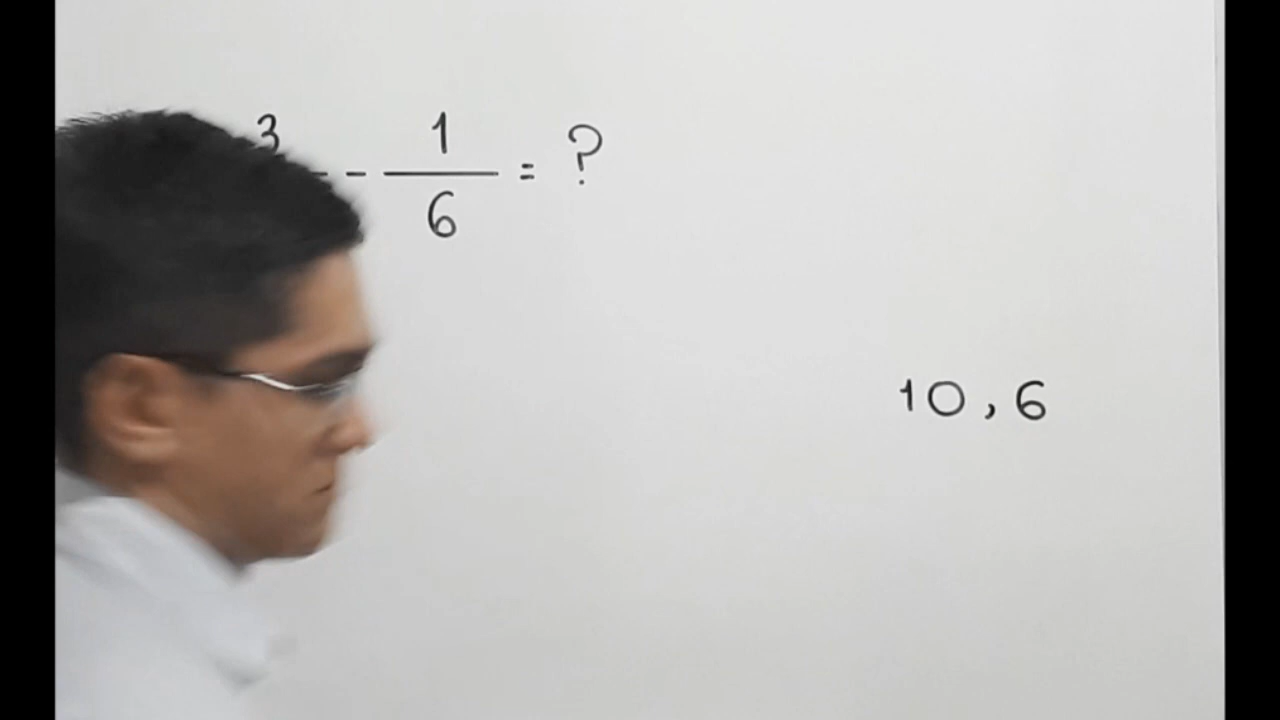 3 - 1/6 = ?
10 , 6